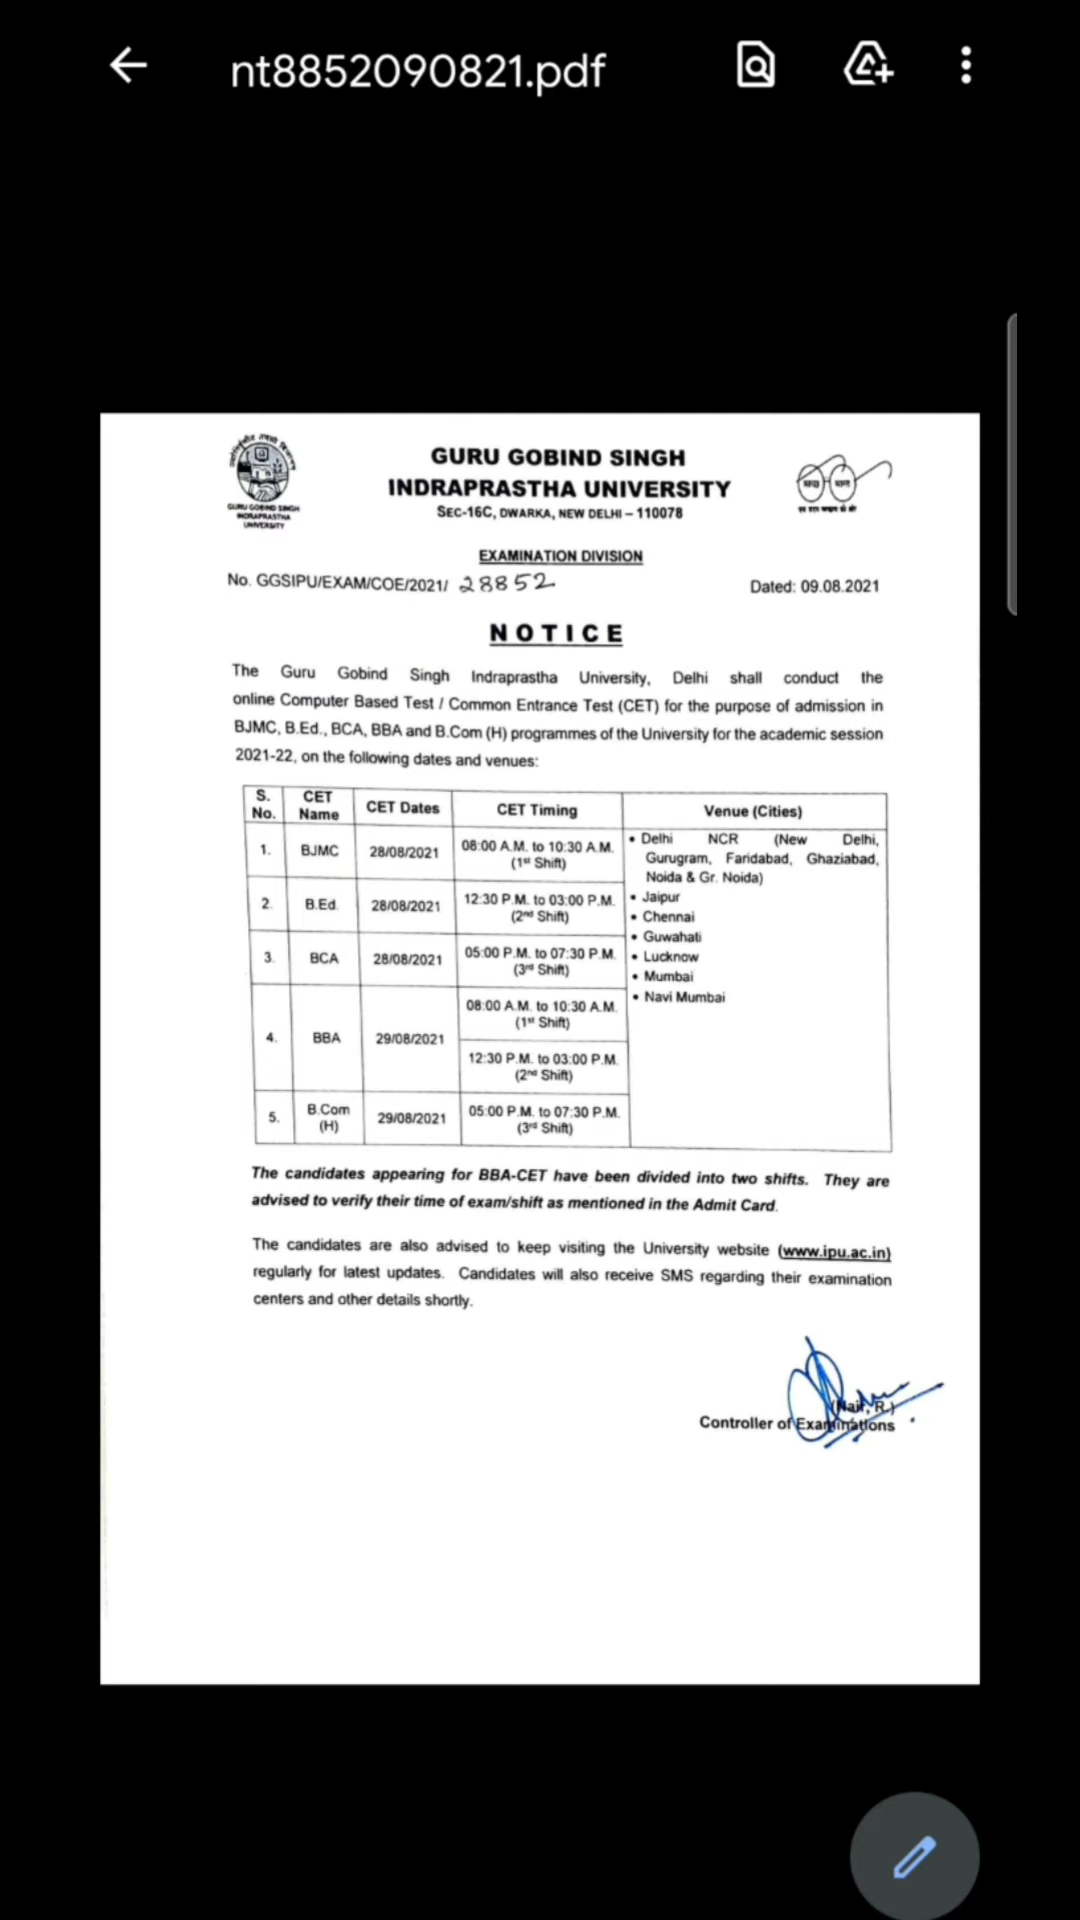 nt8852090821.pdf
GURU GOBIND SINGH
INDRAPRASTHA UNIVERSITY
SEC-16C, DWARKA, NEW DELHI – 110078
GURU GOBIND SINGH
INDRAPRASTHA
UNIVERSITY
EXAMINATION DIVISION
No. GGSIPU/EXAM/COE/2021/ 28852
Dated: 09.08.2021
NOTICE
The Guru Gobind Singh Indraprastha University, Delhi shall conduct the
online Computer Based Test / Common Entrance Test (CET) for the purpose of admission in
BJMC, B.Ed., BCA, BBA and B.Com (H) programmes of the University for the academic session
2021-22, on the following dates and venues:
S. No. CET Name CET Dates CET Timing Venue (Cities)
1. BJMC 28/08/2021 08:00 A.M. to 10:30 A.M.
(1st Shift)
2. B.Ed. 28/08/2021 12:30 P.M. to 03:00 P.M.
(2nd Shift)
3. BCA 28/08/2021 05:00 P.M. to 07:30 P.M.
(3rd Shift)
4. BBA 29/08/2021 08:00 A.M. to 10:30 A.M.
(1st Shift)
12:30 P.M. to 03:00 P.M.
(2nd Shift)
5. B.Com (H) 29/08/2021 05:00 P.M. to 07:30 P.M.
(3rd Shift)
• Delhi NCR (New Delhi,
Gurugram, Faridabad, Ghaziabad,
Noida & Gr. Noida)
• Jaipur
• Chennai
• Guwahati
• Lucknow
• Mumbai
• Navi Mumbai
The candidates appearing for BBA-CET have been divided into two shifts. They are
advised to verify their time of exam/shift as mentioned in the Admit Card.
The candidates are also advised to keep visiting the University website (www.ipu.ac.in)
regularly for latest updates. Candidates will also receive SMS regarding their examination
centers and other details shortly.
(Nair, R.)
Controller of Examinations